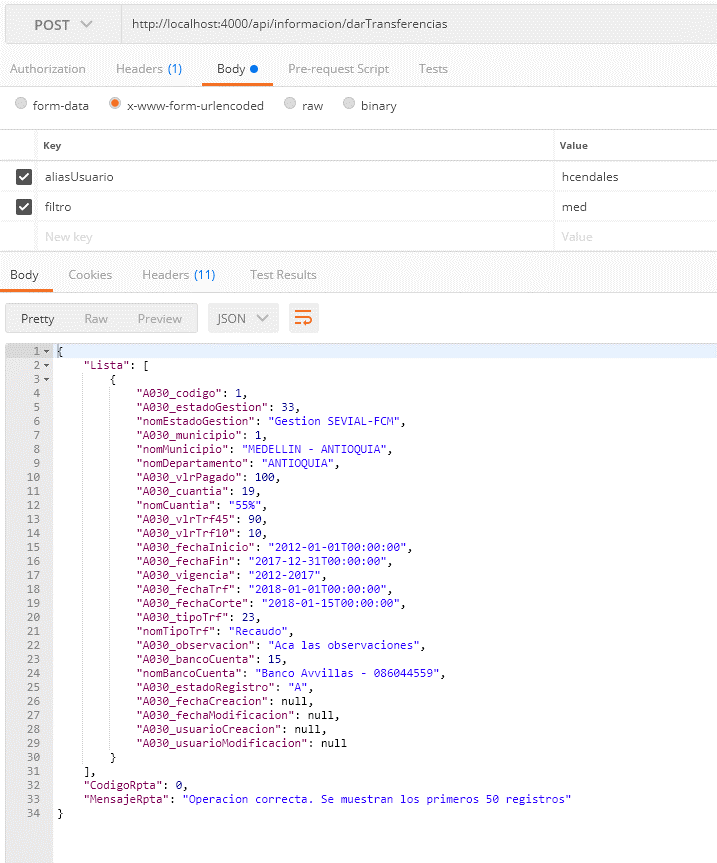 POST http://localhost:4000/api/informacion/darTransferencias
Authorization Headers (1) Body Pre-request Script Tests
form-data x-www-form-urlencoded raw binary
Key Value
aliasUsuario hcendales
filtro med
New key Value
Body Cookies Headers (11) Test Results
Pretty Raw Preview JSON
1 {
2 "Lista": [
3 {
4 "A030_codigo": 1,
5 "A030_estadoGestion": 33,
6 "nomEstadoGestion": "Gestion SEVIAL-FCM",
7 "A030_municipio": 1,
8 "nomMunicipio": "MEDELLIN - ANTIOQUIA",
9 "nomDepartamento": "ANTIOQUIA",
10 "A030_vlrPagado": 100,
11 "A030_cuantia": 19,
12 "nomCuantia": "55%",
13 "A030_vlrTrf45": 90,
14 "A030_vlrTrf10": 10,
15 "A030_fechaInicio": "2012-01-01T00:00:00",
16 "A030_fechaFin": "2017-12-31T00:00:00",
17 "A030_vigencia": "2012-2017",
18 "A030_fechaTrf": "2018-01-01T00:00:00",
19 "A030_fechaCorte": "2018-01-15T00:00:00",
20 "A030_tipoTrf": 23,
21 "nomTipoTrf": "Recaudo",
22 "A030_observacion": "Aca las observaciones",
23 "A030_bancoCuenta": 15,
24 "nomBancoCuenta": "Banco Avvillas - 086044559",
25 "A030_estadoRegistro": "A",
26 "A030_fechaCreacion": null,
27 "A030_fechaModificacion": null,
28 "A030_usuarioCreacion": null,
29 "A030_usuarioModificacion": null
30 }
31 ],
32 "CodigoRpta": 0,
33 "MensajeRpta": "Operacion correcta. Se muestran los primeros 50 registros"
34 }